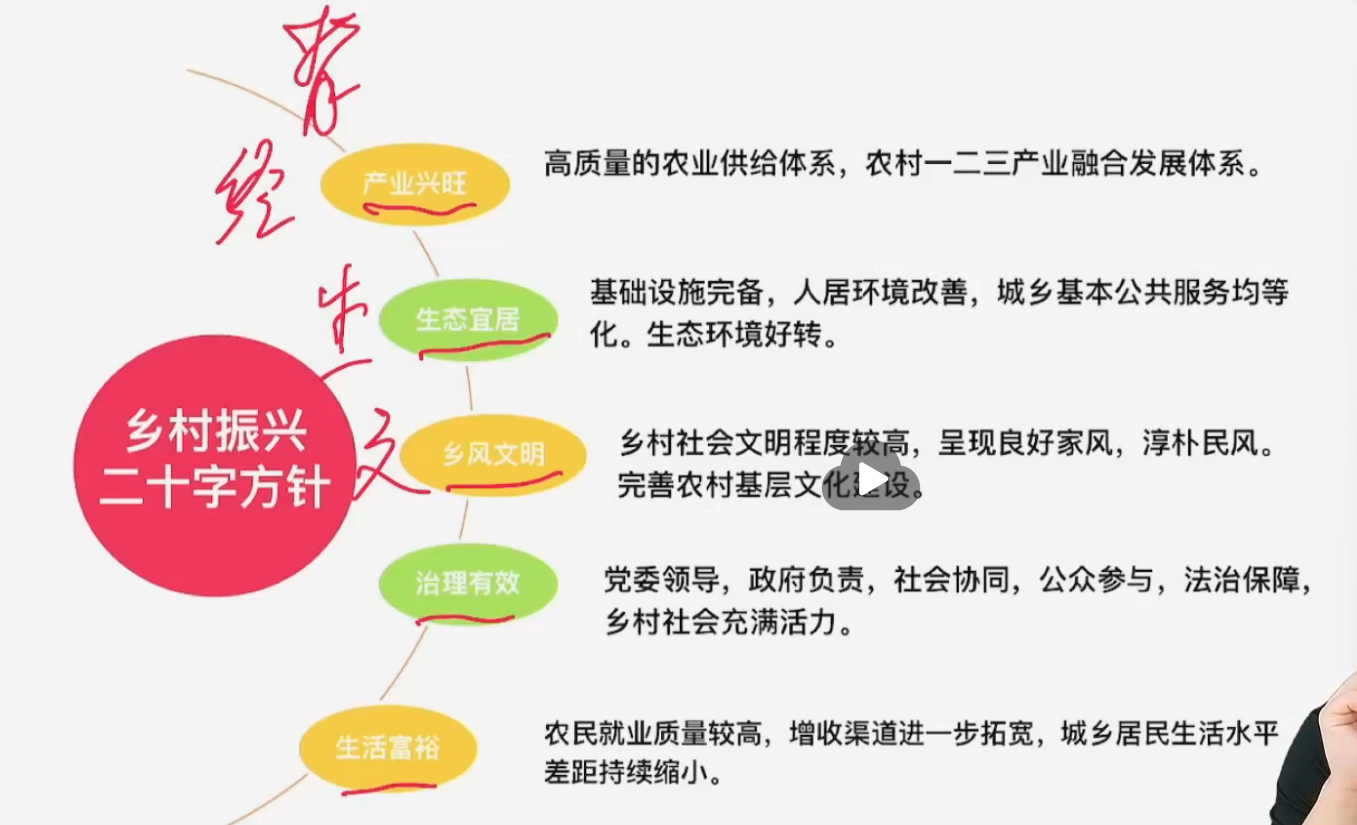 经
生
文
乡村振兴
二十字方针
产业兴旺
高质量的农业供给体系，农村一二三产业融合发展体系。
生态宜居
基础设施完备，人居环境改善，城乡基本公共服务均等
化。生态环境好转。
乡风文明
乡村社会文明程度较高，呈现良好家风，淳朴民风。
完善农村基层文化建设。
治理有效
党委领导，政府负责，社会协同，公众参与，法治保障，
乡村社会充满活力。
生活富裕
农民就业质量较高，增收渠道进一步拓宽，城乡居民生活水平
差距持续缩小。